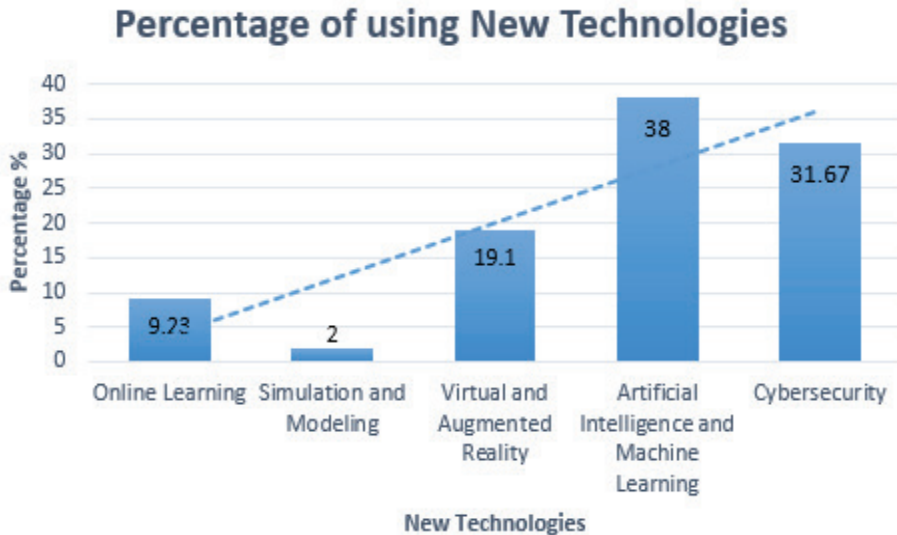 Percentage of using New Technologies
Percentage %
40
35
30
25
20
15
10
5
0
9.23
2
19.1
38
31.67
Online Learning
Simulation and
Modeling
Virtual and
Augmented
Reality
Artificial
Intelligence and
Machine
Learning
Cybersecurity
New Technologies